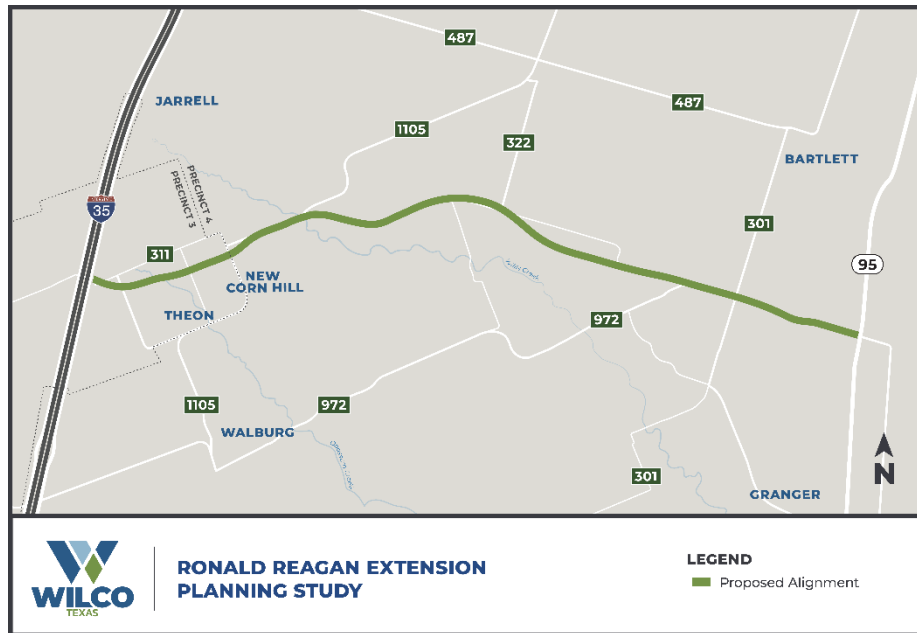 487
JARRELL
487
1105
322
BARTLETT
PRECINCT 4
PRECINCT 3
35
301
311
95
NEW
CORN HILL
THEON
972
1105
972
WALBURG
N
301
GRANGER
WILCO
TEXAS
RONALD REAGAN EXTENSION
PLANNING STUDY
LEGEND
Proposed Alignment